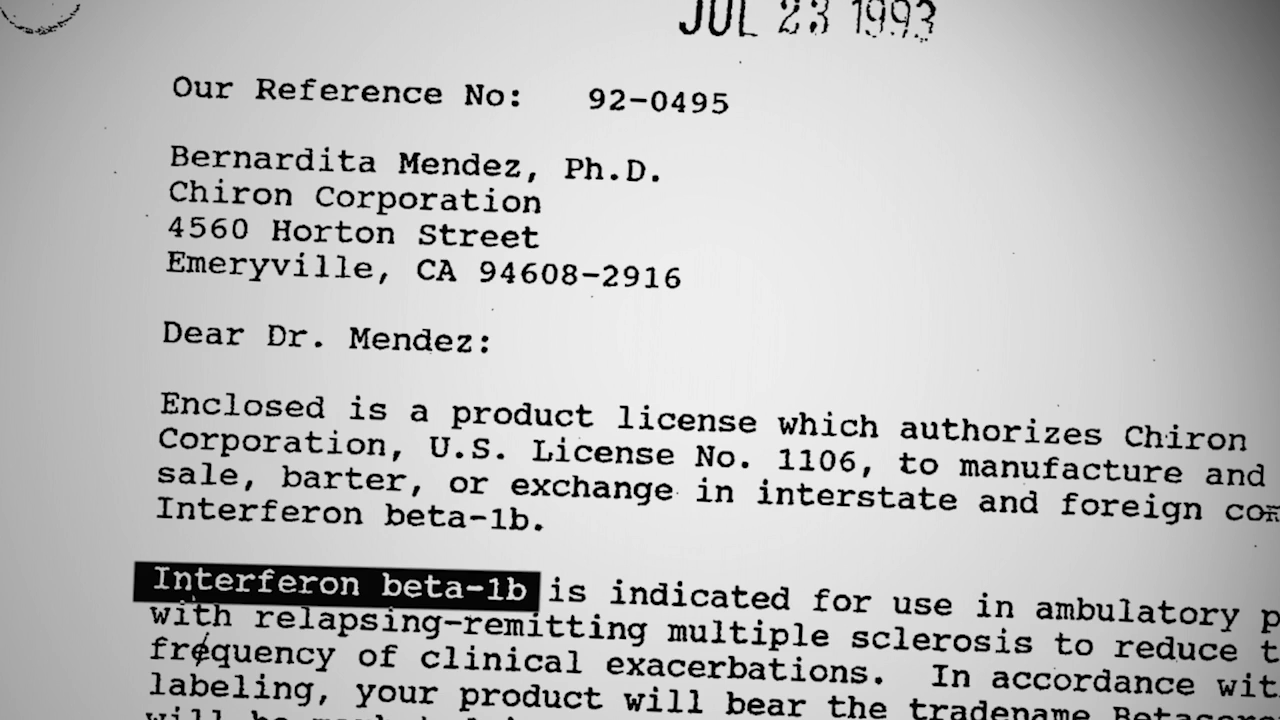 JUL 23 1993
Our Reference No: 92-0495
Bernardita Mendez, Ph.D.
Chiron Corporation
4560 Horton Street
Emeryville, CA 94608-2916
Dear Dr. Mendez:
Enclosed is a product license which authorizes Chiron
Corporation, U.S. License No. 1106, to manufacture and
sale, barter, or exchange in interstate and foreign
Interferon beta-1b.
Interferon beta-1b is indicated for use in ambulatory
with relapsing-remitting multiple sclerosis to reduce
frequency of clinical exacerbations. In accordance
labeling, your product will bear the tradename
will be